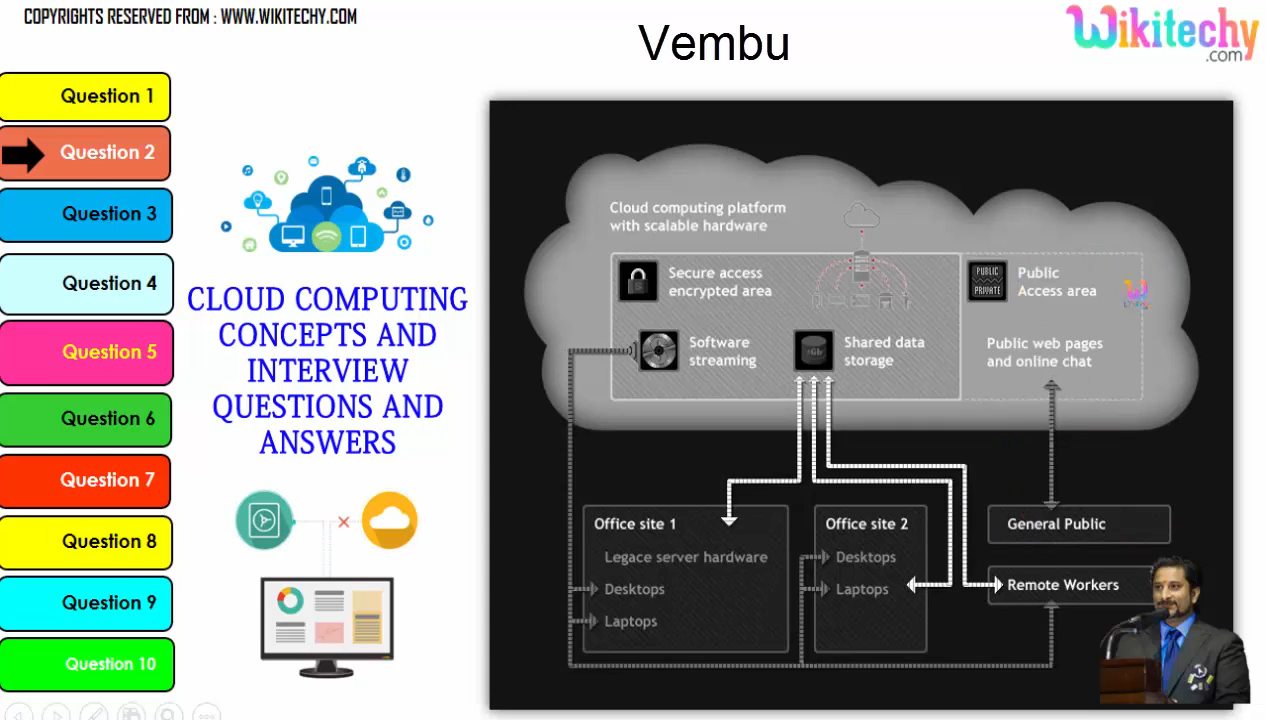 COPYRIGHTS RESERVED FROM : WWW.WIKITECHY.COM
Vembu
Wikitechy
.com
Question 1
Question 2
Question 3
Question 4
Question 5
Question 6
Question 7
Question 8
Question 9
Question 10
CLOUD COMPUTING
CONCEPTS AND
INTERVIEW
QUESTIONS AND
ANSWERS
Cloud computing platform
with scalable hardware
Secure access
encrypted area
PUBLIC
PRIVATE
Public
Access area
Software
streaming
Shared data
storage
Public web pages
and online chat
Office site 1
Legace server hardware
Desktops
Laptops
Office site 2
Desktops
Laptops
General Public
Remote Workers